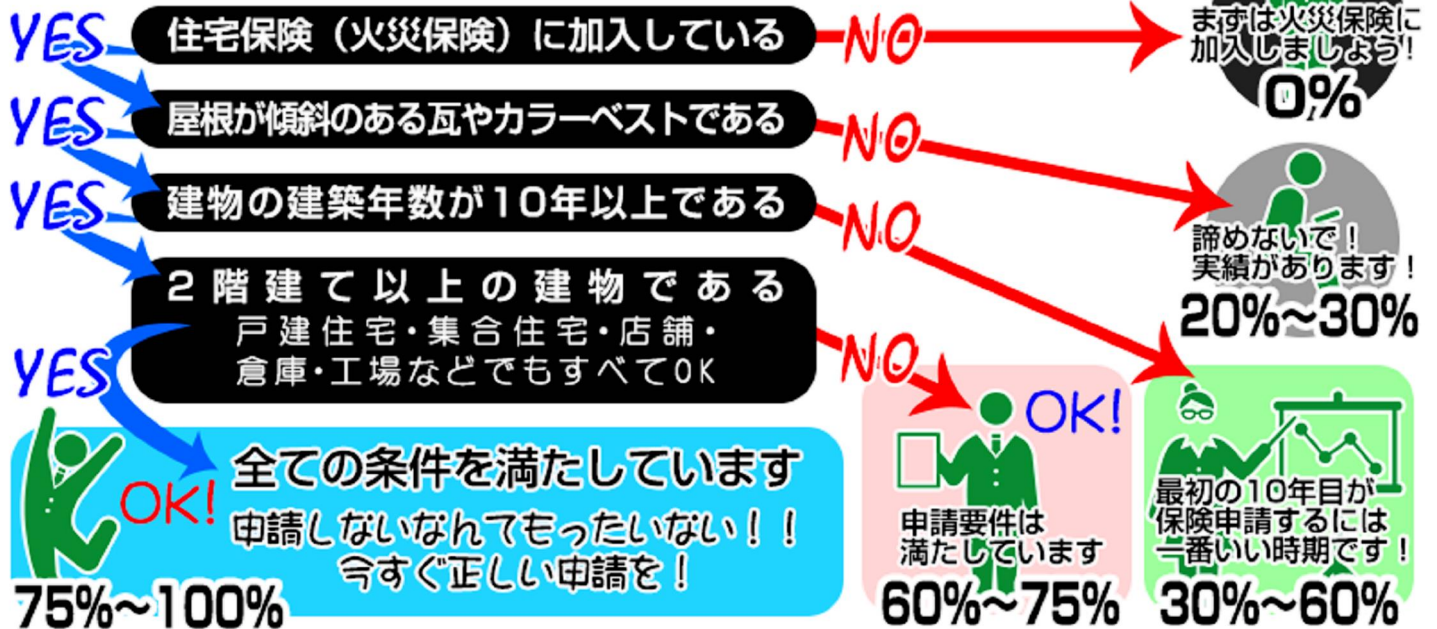 YES
住宅保険（火災保険）に加入している
NO
まずは火災保険に
加入しましょう！
0%
YES
屋根が傾斜のある瓦やカラーベストである
NO
諦めないで！
実績があります！
20%～30%
YES
建物の建築年数が10年以上である
NO
最初の10年目が
保険申請するには
一番いい時期です！
30%～60%
2階建て以上の建物である
戸建住宅・集合住宅・店舗・
倉庫・工場などでもすべてOK
NO
OK!
申請要件は
満たしています
60%～75%
YES
OK!
全ての条件を満たしています
申請しないなんてもったいない！！
今すぐ正しい申請を！
75%～100%